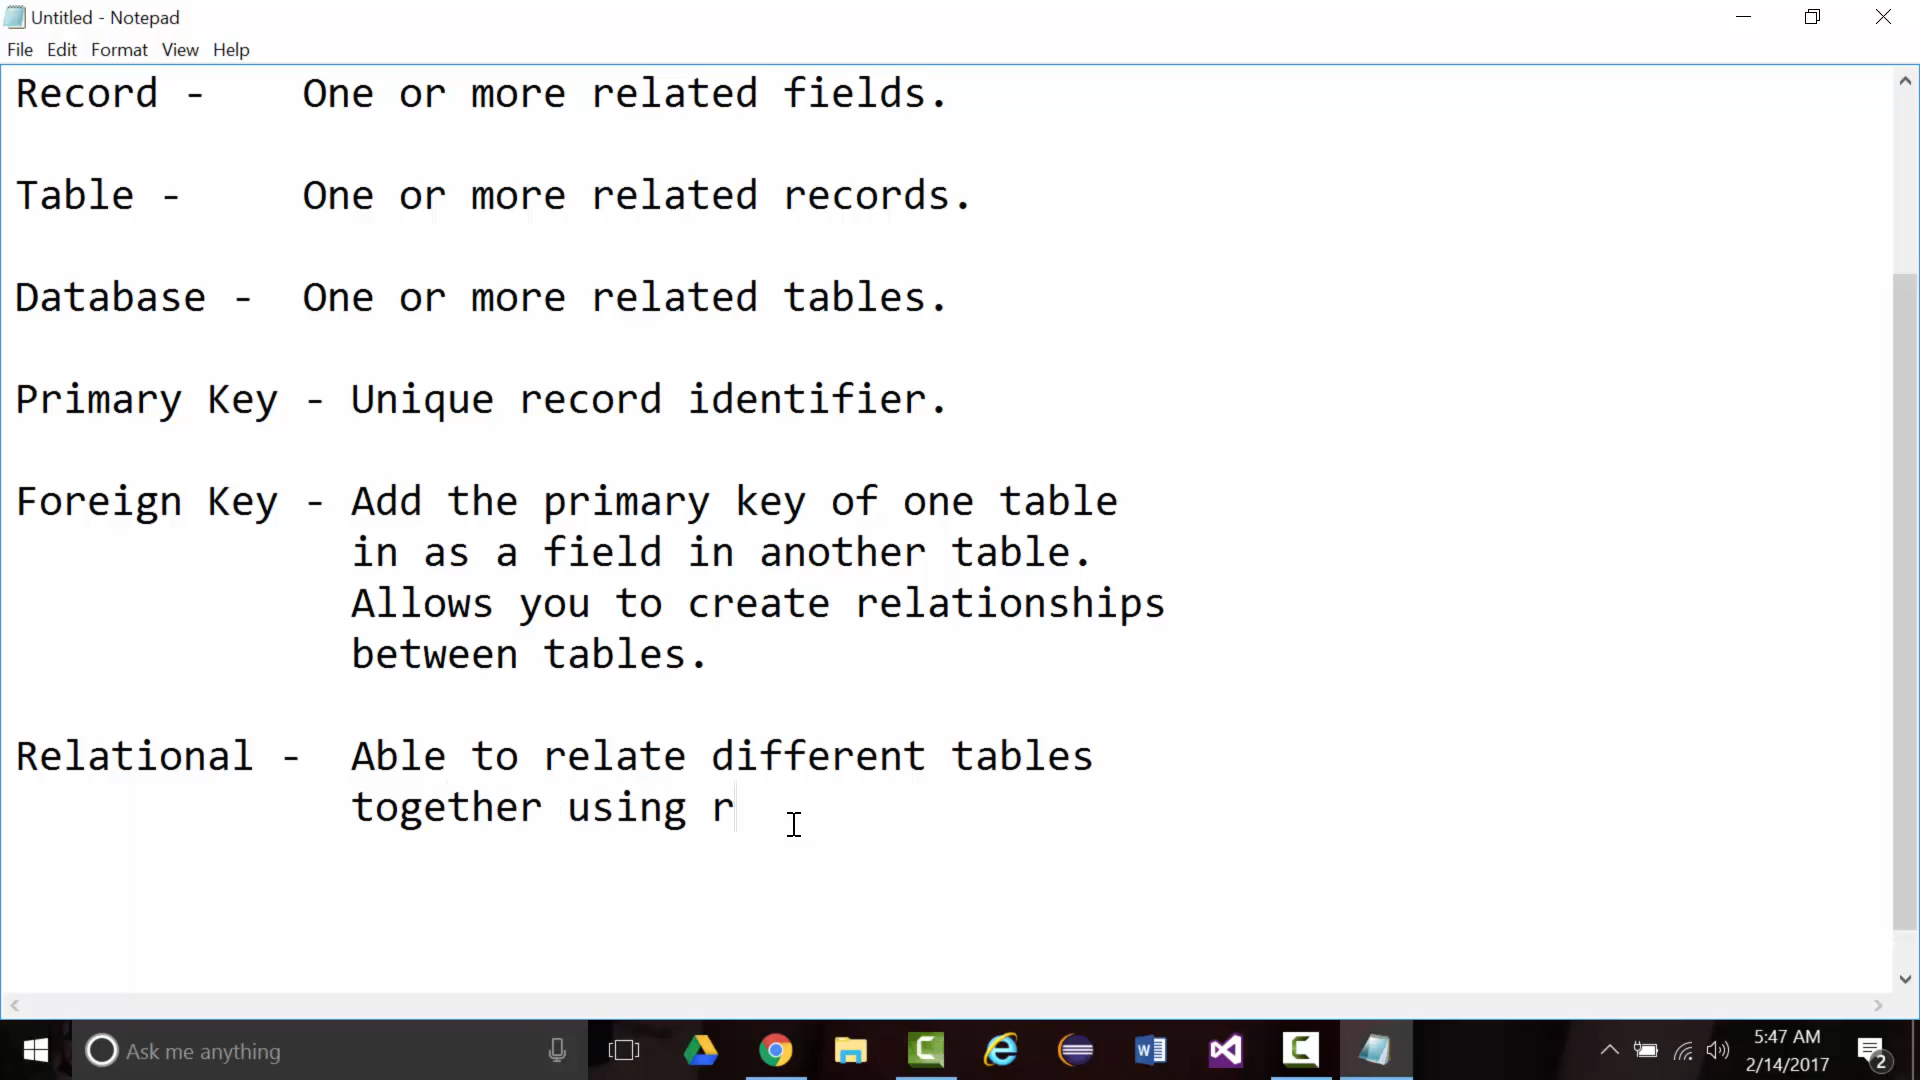 Untitled - Notepad
File Edit Format View Help
Record - One or more related fields.
Table - One or more related records.
Database - One or more related tables.
Primary Key - Unique record identifier.
Foreign Key - Add the primary key of one table
in as a field in another table.
Allows you to create relationships
between tables.
Relational - Able to relate different tables
together using r
Ask me anything
5:47 AM
2/14/2017
2